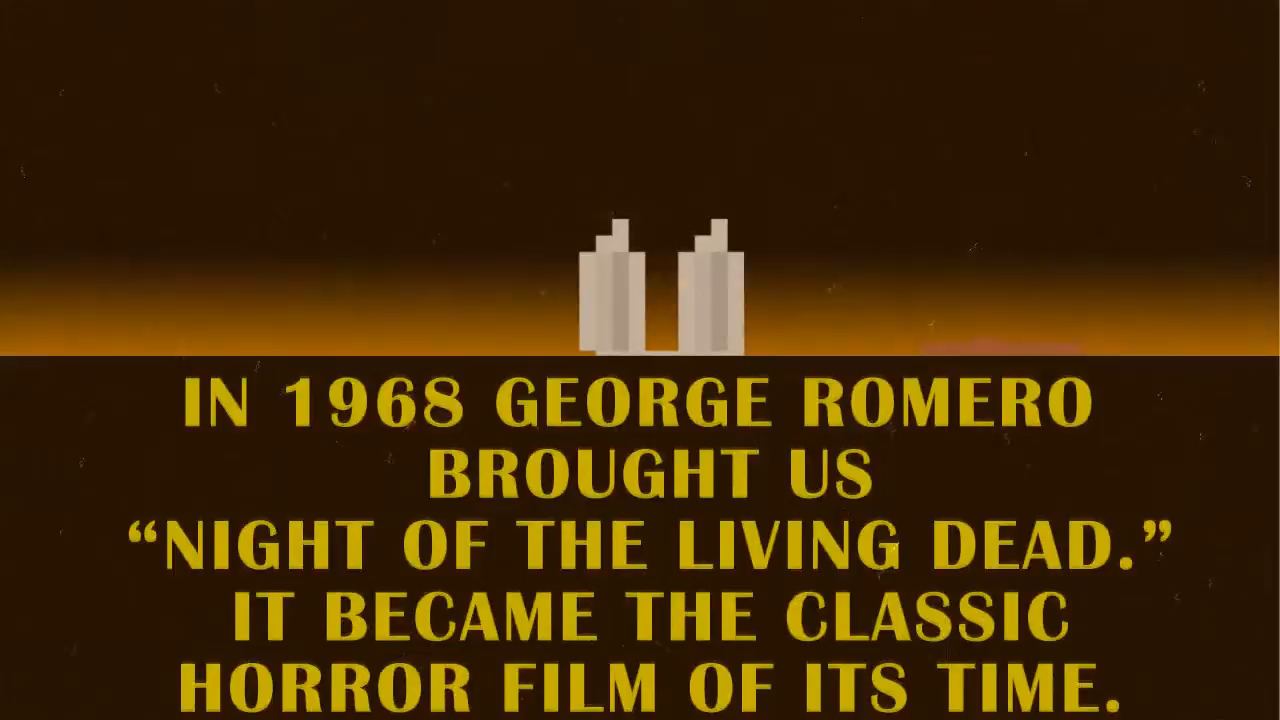 IN 1968 GEORGE ROMERO
BROUGHT US
“NIGHT OF THE LIVING DEAD.”
IT BECAME THE CLASSIC
HORROR FILM OF ITS TIME.